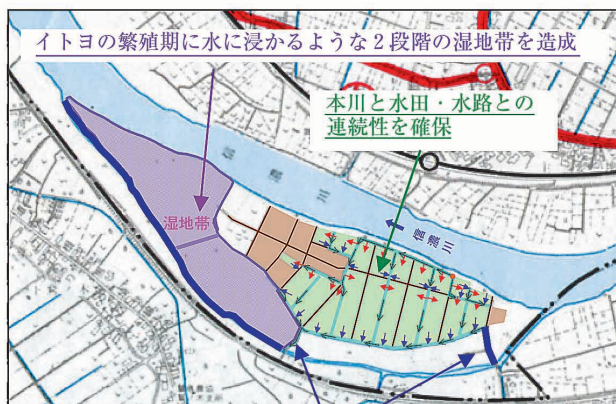 イトヨの繁殖期に水に浸かるような２段階の湿地帯を造成
本川と水田・水路との
連続性を確保
湿地帯
信濃川